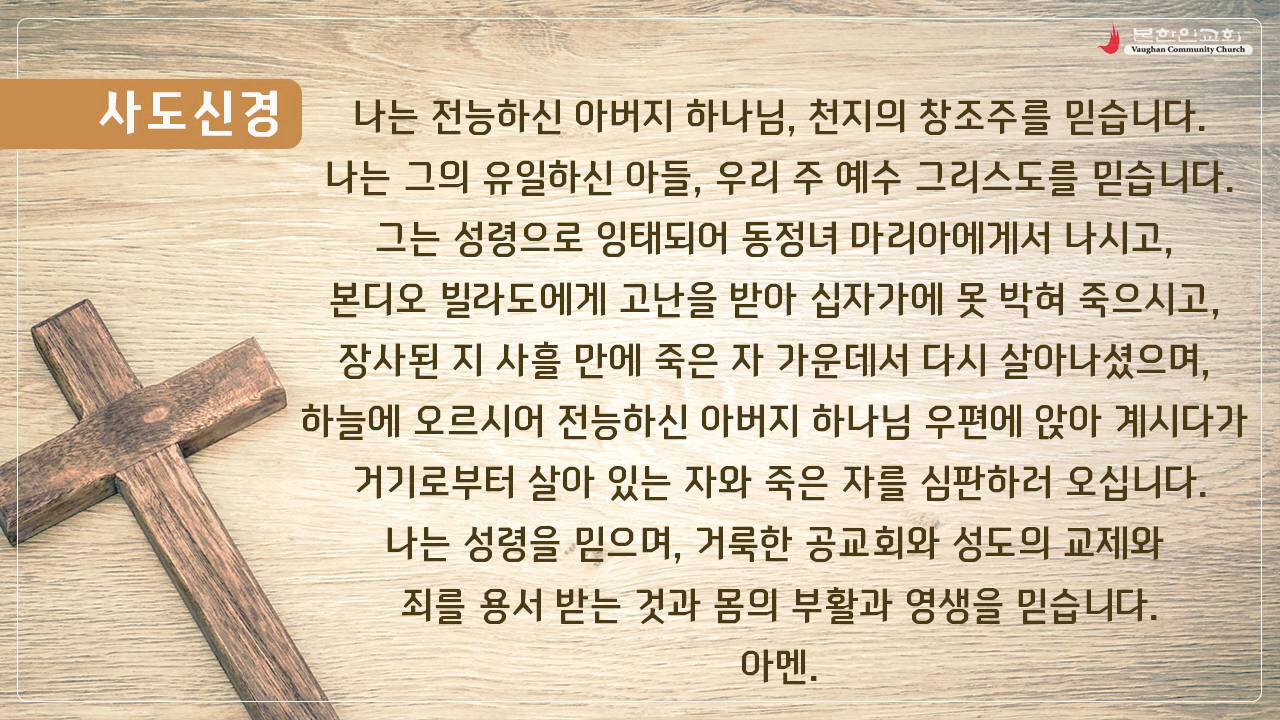 본한인교회
Vaughan Community Church
사도신경
나는 전능하신 아버지 하나님, 천지의 창조주를 믿습니다.
나는 그의 유일하신 아들, 우리 주 예수 그리스도를 믿습니다.
그는 성령으로 잉태되어 동정녀 마리아에게서 나시고,
본디오 빌라도에게 고난을 받아 십자가에 못 박혀 죽으시고,
장사된 지 사흘 만에 죽은 자 가운데서 다시 살아나셨으며,
하늘에 오르시어 전능하신 아버지 하나님 우편에 앉아 계시다가
거기로부터 살아 있는 자와 죽은 자를 심판하러 오십니다.
나는 성령을 믿으며, 거룩한 공교회와 성도의 교제와
죄를 용서 받는 것과 몸의 부활과 영생을 믿습니다.
아멘.